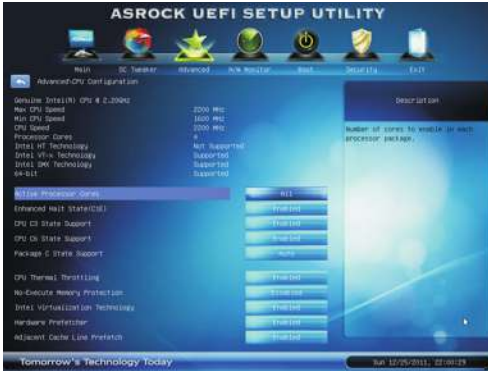 ASROCK UEFI SETUP UTILITY
Main OC Tweaker Advanced H/W Monitor Boot Security Exit
Advanced\CPU Configuration
Description
Genuine Intel(R) CPU @ 2.20GHz
Max CPU Speed 2200 MHz
Min CPU Speed 1600 MHz
CPU Speed 2200 MHz
Processor Cores 4
Intel HT Technology Not Supported
Intel VT-x Technology Supported
Intel SMX Technology Supported
64-bit Supported
Number of cores to enable in each
processor package.
Active Processor Cores All
Enhanced Halt State(C1E) Enabled
CPU C3 State Support Enabled
CPU C6 State Support Enabled
Package C State Support Auto
CPU Thermal Throttling Enabled
No-Execute Memory Protection
Intel Virtualization Technology Enabled
Hardware Prefetcher Enabled
Adjacent Cache Line Prefetch Enabled
Tomorrow's Technology Today
Sun 12/25/2011, 22:00:29